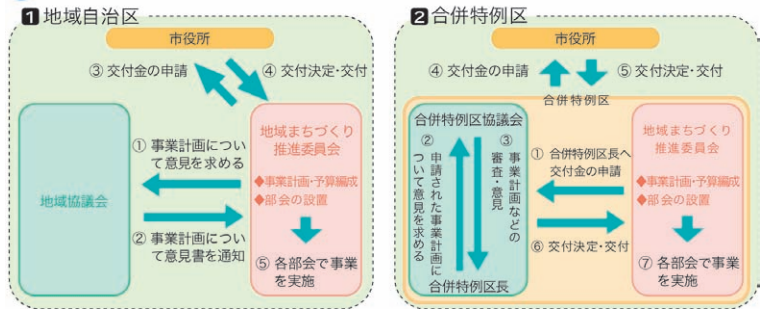 1 地域自治区
市役所
③ 交付金の申請
④ 交付決定・交付
地域協議会
① 事業計画につい
て意見を求める
② 事業計画につい
て意見書を通知
地域まちづくり
推進委員会
◆事業計画・予算編成
◆部会の設置
⑤ 各部会で事業
を実施
2 合併特例区
市役所
④ 交付金の申請
⑤ 交付決定・交付
合併特例区
合併特例区協議会
② 申請された事業計画に
ついて意見を求める
③ 事業計画などの
審査・意見
合併特例区長
① 合併特例区長へ
交付金の申請
⑥ 交付決定・交付
地域まちづくり
推進委員会
◆事業計画・予算編成
◆部会の設置
⑦ 各部会で事業
を実施